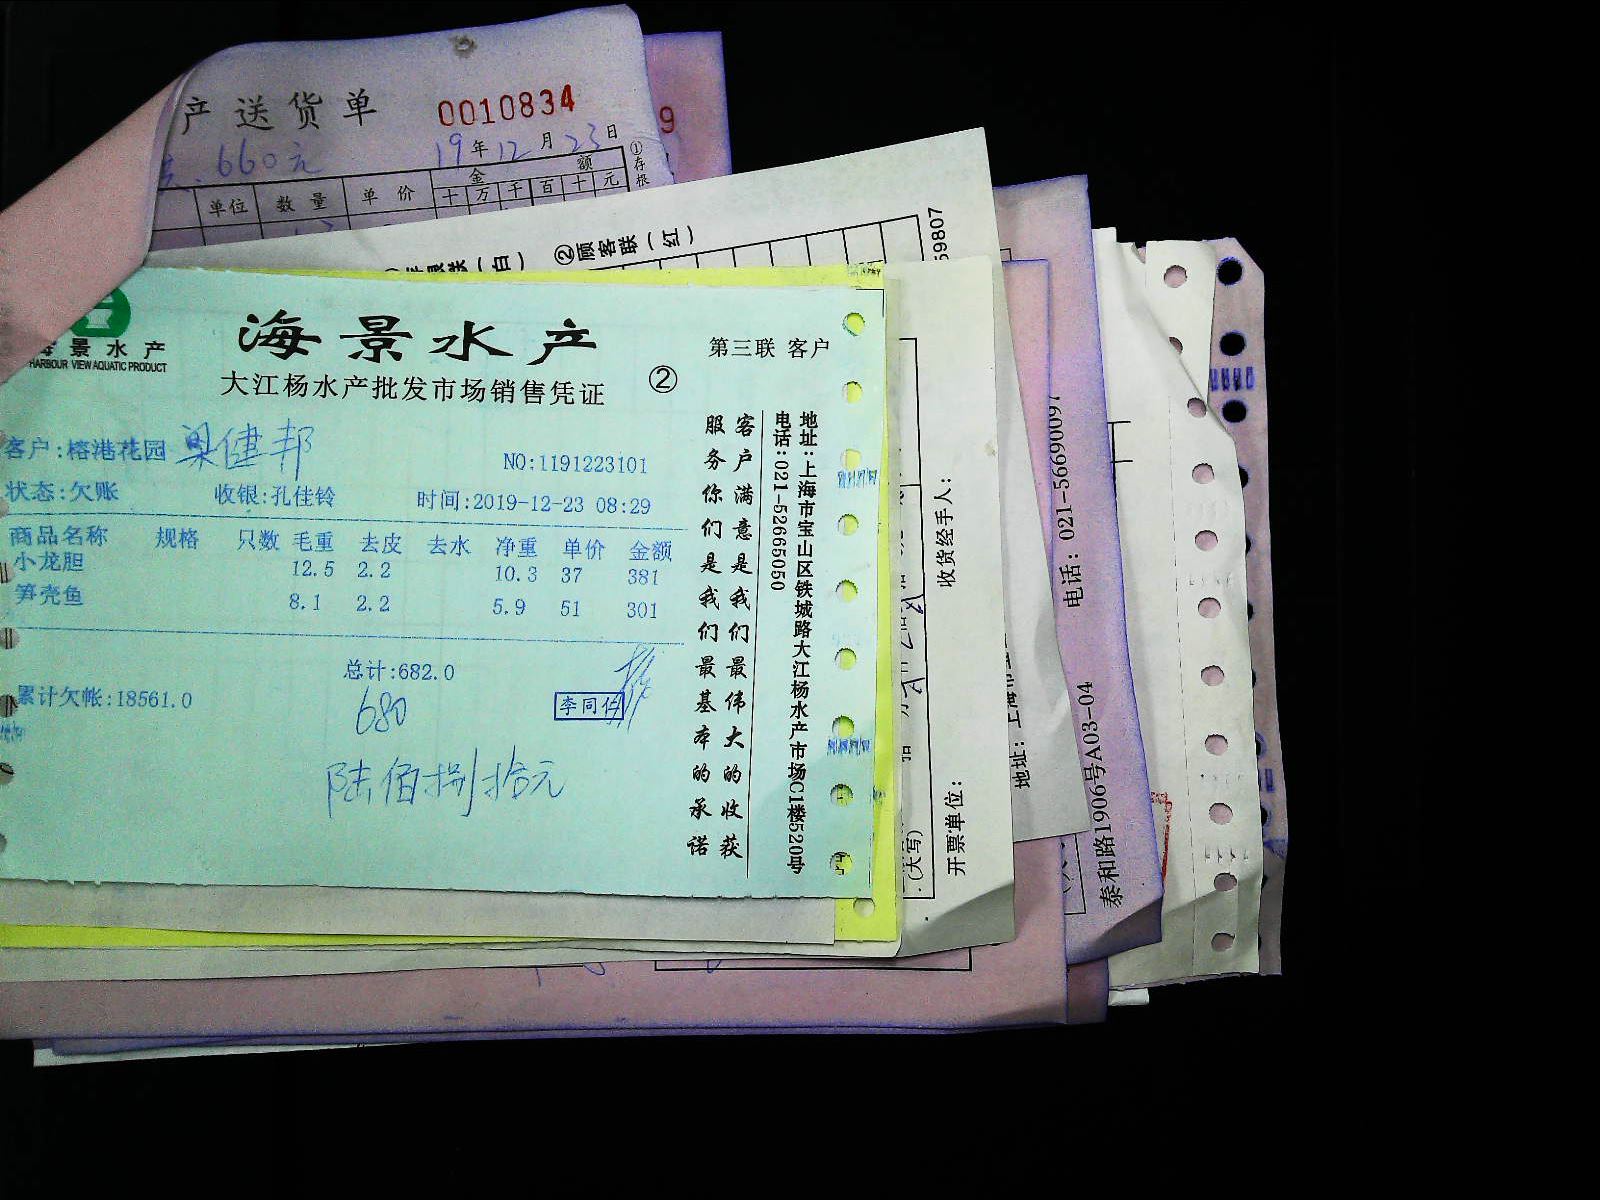 产送货单 0010834
660元 19年12月23日
①存根
金额
单位 数量 单价 十万千百十元
②顾客联(红)
59807
海景水产
景水产
HARBOUR VIEW AQUATIC PRODUCT
大江杨水产批发市场销售凭证 ②
第三联 客户
客户:榕港花园 梁健邦
NO:1191223101
状态:欠账 收银:孔佳铃 时间:2019-12-23 08:29
商品名称 规格 只数 毛重 去皮 去水 净重 单价 金额
小龙胆 12.5 2.2 10.3 37 381
笋壳鱼 8.1 2.2 5.9 51 301
总计:682.0
累计欠帐:18561.0
680
李同
陆佰捌拾元
客户满意是我们最伟大的收获
服务你们是我们最基本的承诺
地址:上海市宝山区铁城路大江杨水产市场C1楼520号
电话:021-52665050
收货经手人:
开票单位:
(大写)
地址:
电话:021-56690097
泰和路1906号A03-04